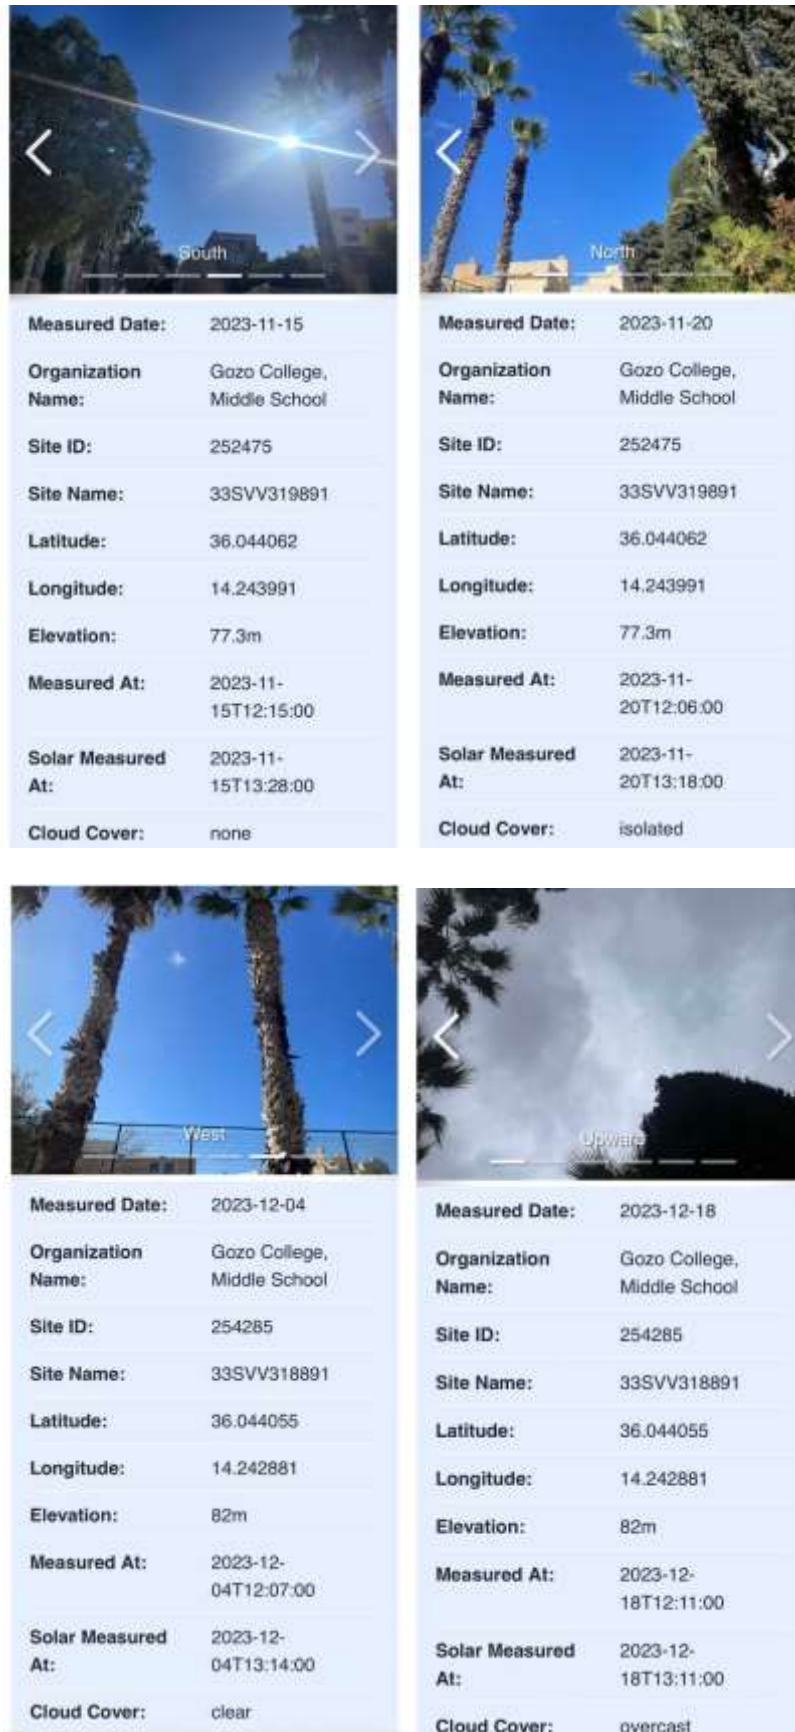 South
Measured Date: 2023-11-15
Organization Gozo College,
Name: Middle School
Site ID: 252475
Site Name: 33SVV319891
Latitude: 36.044062
Longitude: 14.243991
Elevation: 77.3m
Measured At: 2023-11-
15T12:15:00
Solar Measured 2023-11-
At: 15T13:28:00
Cloud Cover: none
North
Measured Date: 2023-11-20
Organization Gozo College,
Name: Middle School
Site ID: 252475
Site Name: 33SVV319891
Latitude: 36.044062
Longitude: 14.243991
Elevation: 77.3m
Measured At: 2023-11-
20T12:06:00
Solar Measured 2023-11-
At: 20T13:18:00
Cloud Cover: isolated
West
Measured Date: 2023-12-04
Organization Gozo College,
Name: Middle School
Site ID: 254285
Site Name: 33SVV318891
Latitude: 36.044055
Longitude: 14.242881
Elevation: 82m
Measured At: 2023-12-
04T12:07:00
Solar Measured 2023-12-
At: 04T13:14:00
Cloud Cover: clear
Upward
Measured Date: 2023-12-18
Organization Gozo College,
Name: Middle School
Site ID: 254285
Site Name: 33SVV318891
Latitude: 36.044055
Longitude: 14.242881
Elevation: 82m
Measured At: 2023-12-
18T12:11:00
Solar Measured 2023-12-
At: 18T13:11:00
Cloud Cover: overcast